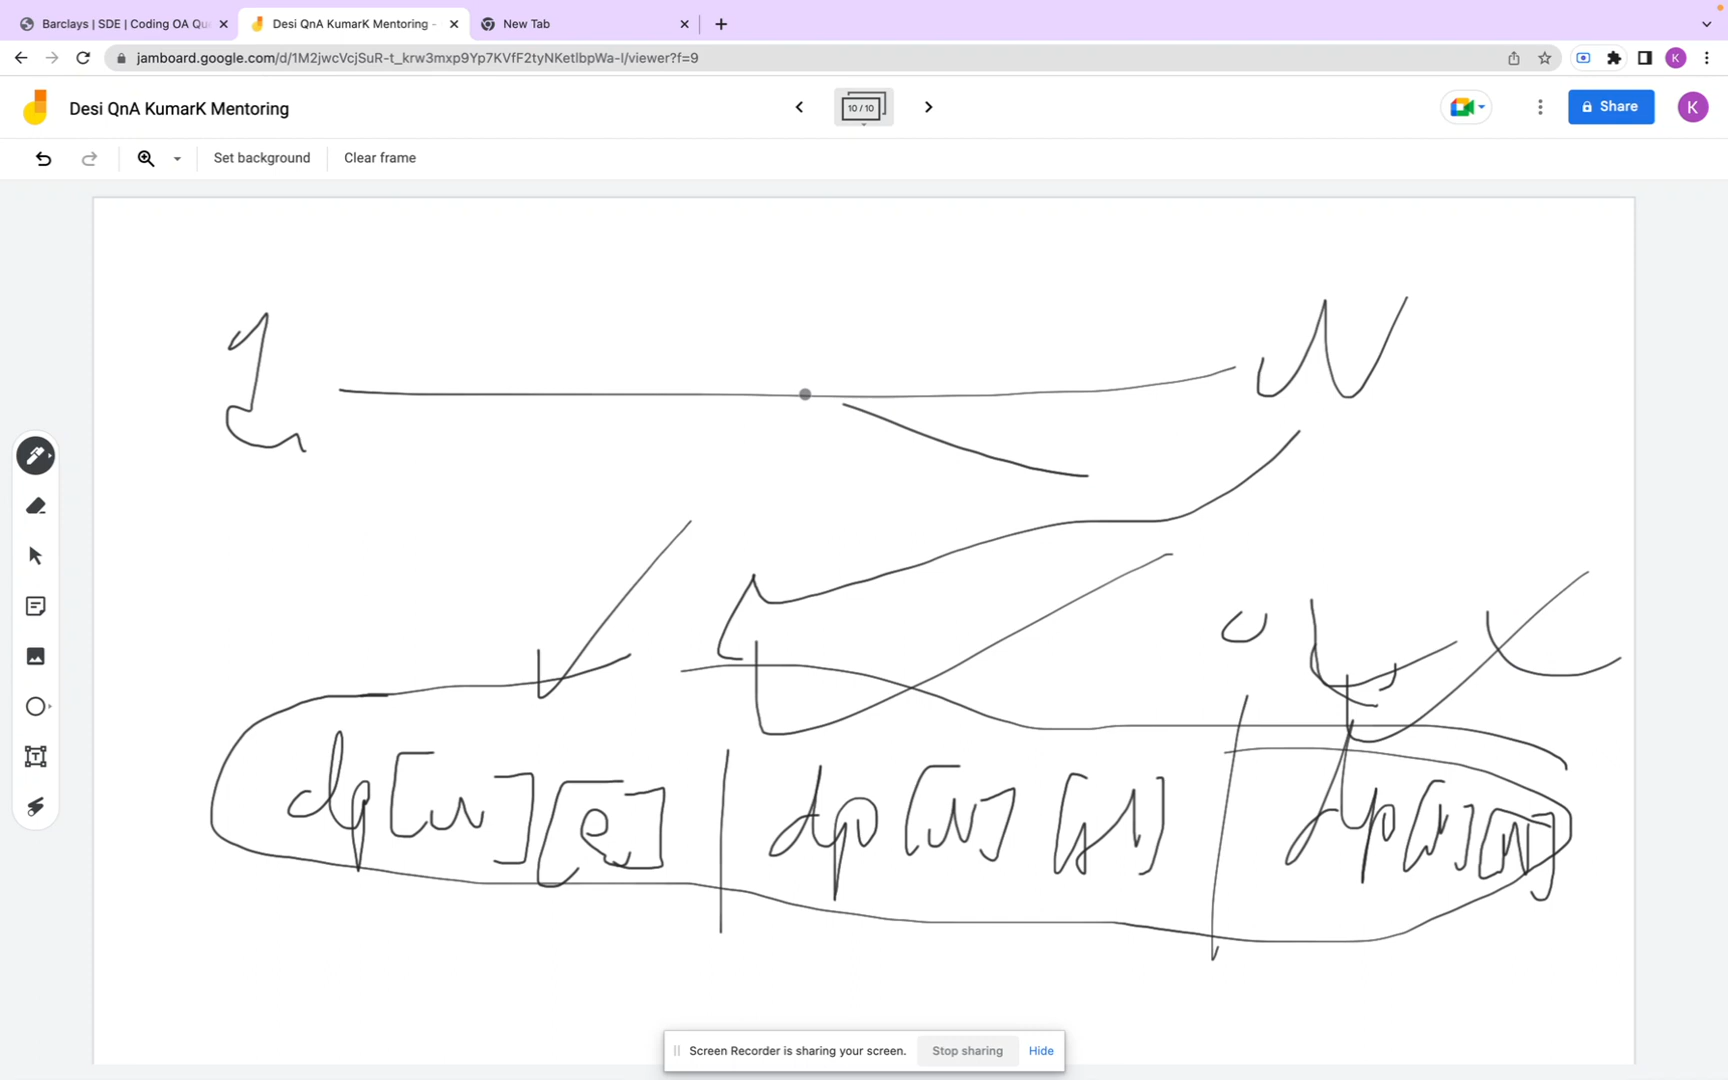 Barclays | SDE | Coding OA Qu
Desi QnA KumarK Mentoring -
New Tab
jamboard.google.com/d/1M2jwcVcjSuR-t_krw3mxp9Yp7KVfF2tyNKetlbpWa-I/viewer?f=9
K
Desi QnA KumarK Mentoring
10 / 10
Share
K
Set background
Clear frame
1
N
dp[N]
dp[N][M]
dp[N][N]
Screen Recorder is sharing your screen.
Stop sharing
Hide